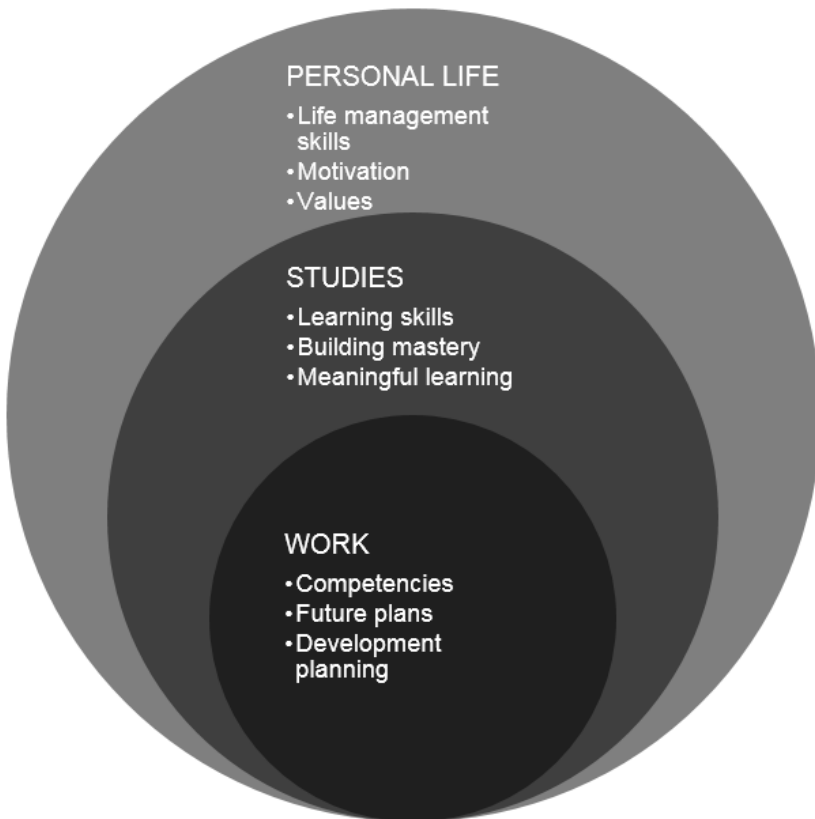 PERSONAL LIFE
•Life management
skills
•Motivation
•Values
STUDIES
•Learning skills
•Building mastery
•Meaningful learning
WORK
•Competencies
•Future plans
•Development
planning